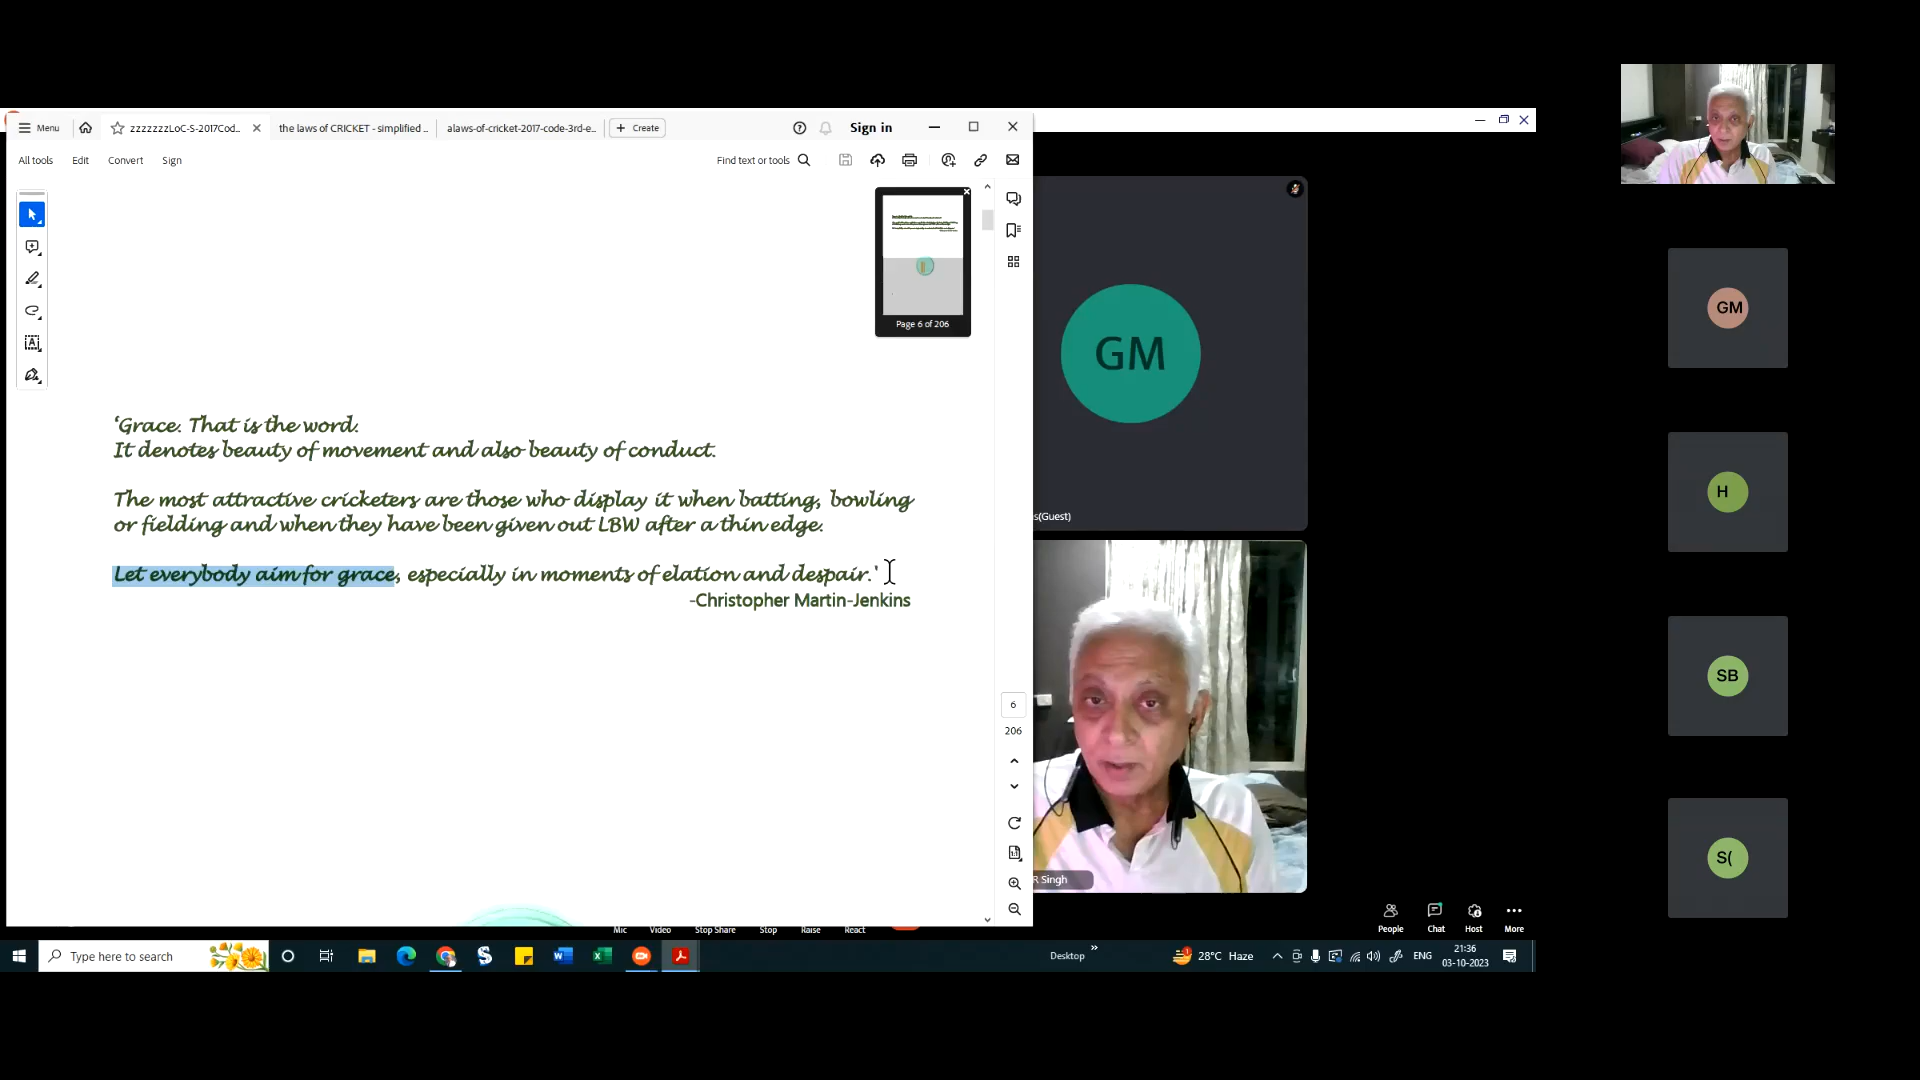 Menu
zzzzzzzLoC-S-2017Cod...
the laws of CRICKET - simplified ...
alaws-of-cricket-2017-code-3rd-e...
Create
Sign in
All tools
Edit
Convert
Sign
Find text or tools
Page 6 of 206
‘Grace. That is the word.
It denotes beauty of movement and also beauty of conduct.
The most attractive cricketers are those who display it when batting, bowling
or fielding and when they have been given out LBW after a thin edge.
Let everybody aim for grace, especially in moments of elation and despair.'
-Christopher Martin-Jenkins
6
206
GM
s(Guest)
R Singh
GM
H
SB
S(
Mic
Video
Stop Share
Stop
Raise
React
People
Chat
Host
More
Type here to search
Desktop
28°C Haze
ENG
21:36
03-10-2023